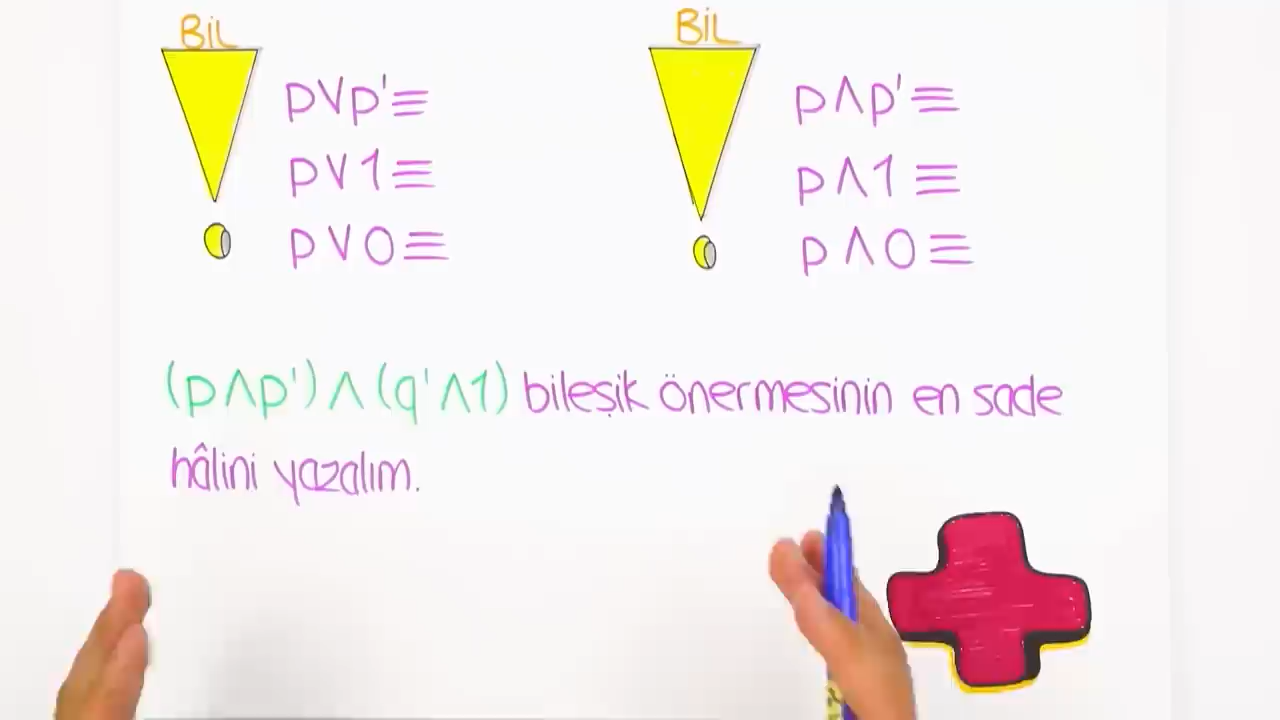 BİL
p∨p'≡
p∨1≡
p∨0≡
BİL
p∧p'≡
p∧1≡
p∧0≡
(p∧p')∧(q'∧1) bileşik önermesinin en sade
hâlini yazalım.